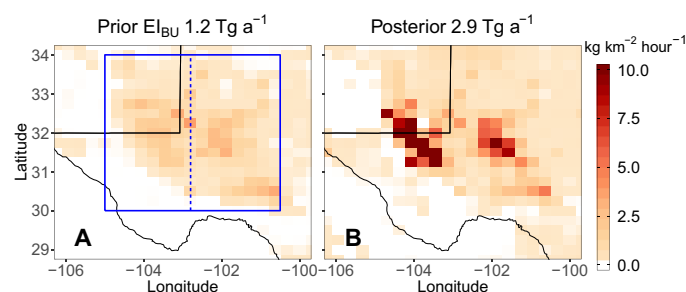 Prior EI_BU 1.2 Tg a⁻¹
Posterior 2.9 Tg a⁻¹
kg km⁻² hour⁻¹
34
33
32
31
30
29
Latitude
A
B
10.0
7.5
5.0
2.5
0.0
−106 −104 −102 −100
−106 −104 −102 −100
Longitude
Longitude